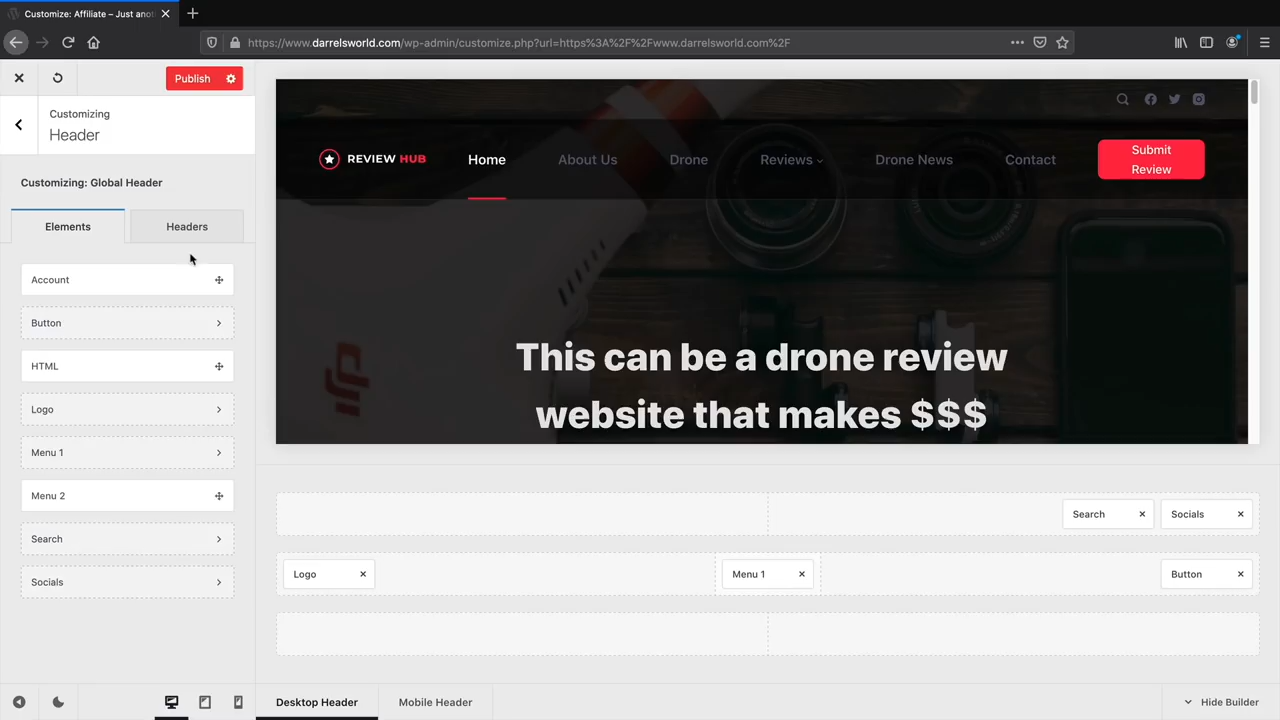 Customize: Affiliate – Just anot
https://www.darrelsworld.com/wp-admin/customize.php?url=https%3A%2F%2Fwww.darrelsworld.com%2F
Publish
Customizing
Header
Customizing: Global Header
Elements
Headers
Account
Button
HTML
Logo
Menu 1
Menu 2
Search
Socials
REVIEW HUB
Home
About Us
Drone
Reviews
Drone News
Contact
Submit
Review
This can be a drone review
website that makes $$$
Search
Socials
Logo
Menu 1
Button
Desktop Header
Mobile Header
Hide Builder